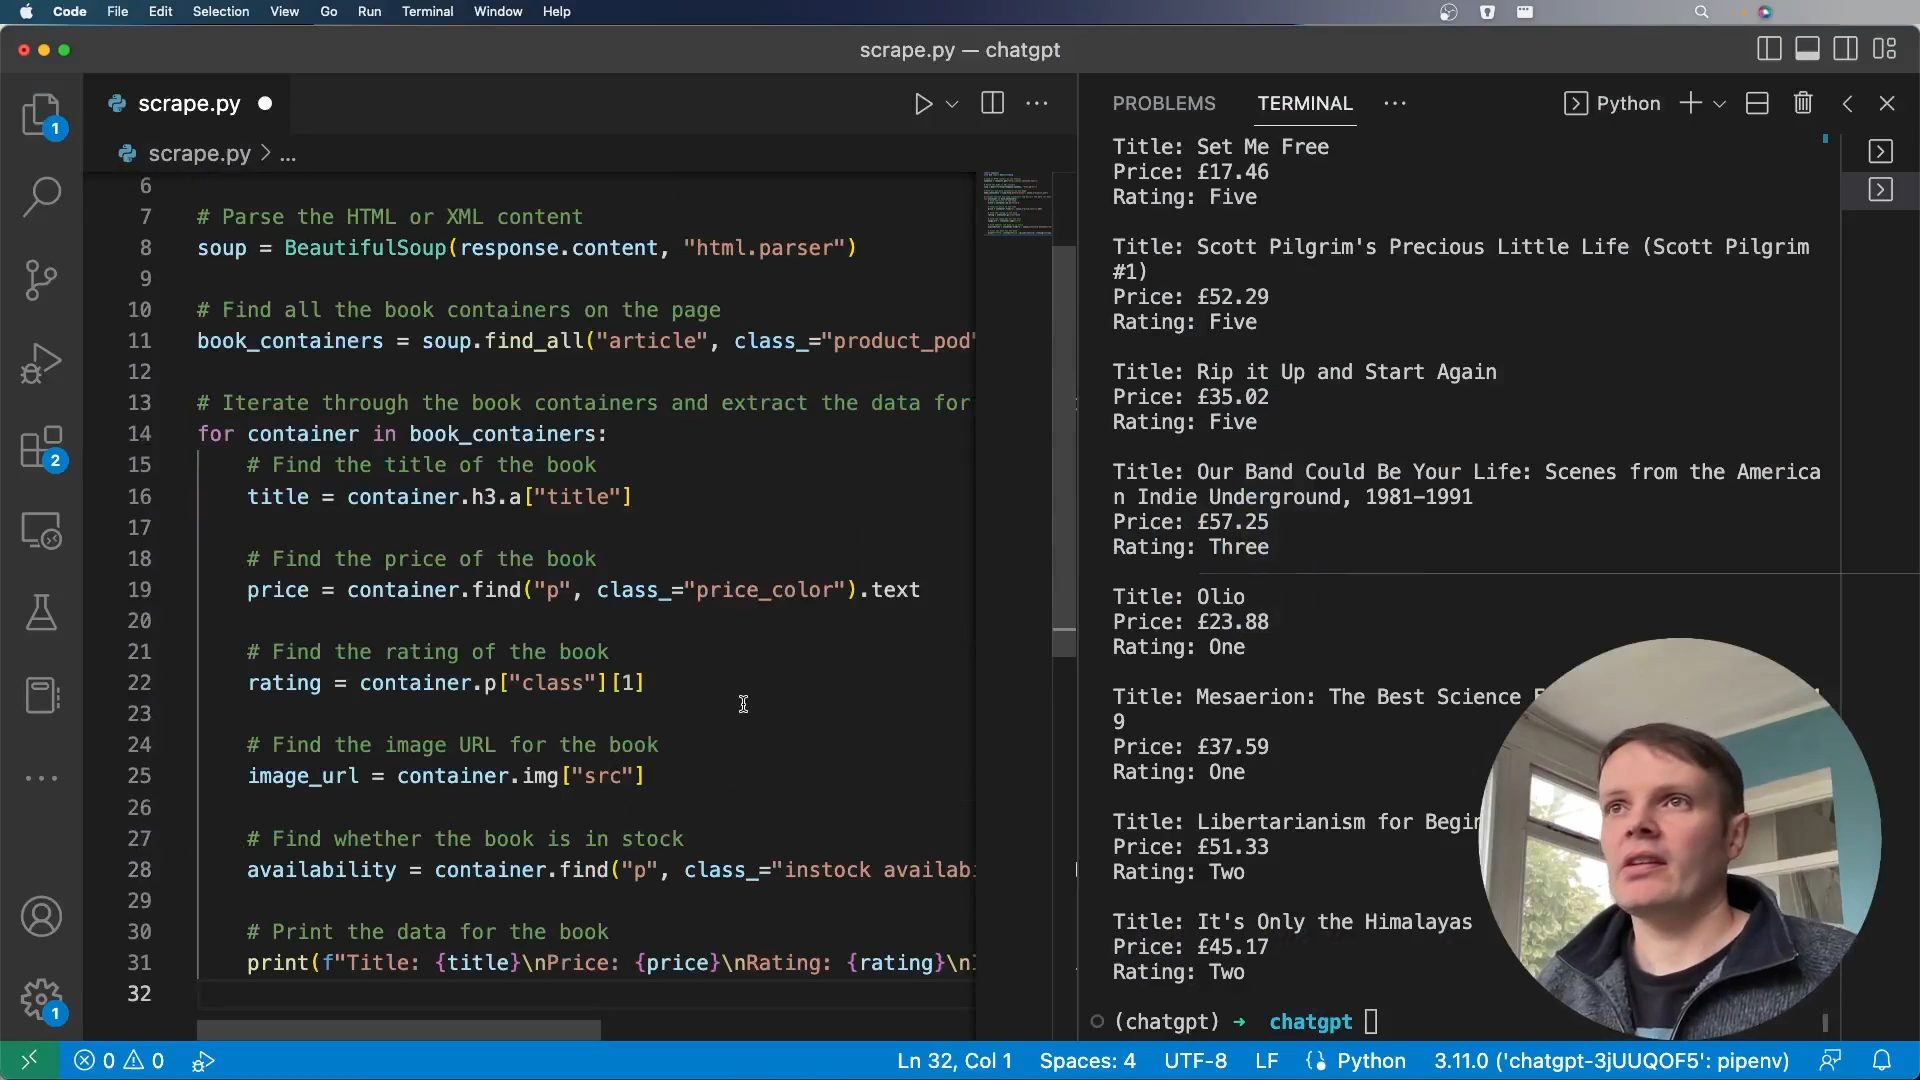 Code File Edit Selection View Go Run Terminal Window Help
scrape.py — chatgpt
scrape.py
scrape.py > ...
6
7 # Parse the HTML or XML content
8 soup = BeautifulSoup(response.content, "html.parser")
9
10 # Find all the book containers on the page
11 book_containers = soup.find_all("article", class_="product_pod"
12
13 # Iterate through the book containers and extract the data for
14 for container in book_containers:
15 # Find the title of the book
16 title = container.h3.a["title"]
17
18 # Find the price of the book
19 price = container.find("p", class_="price_color").text
20
21 # Find the rating of the book
22 rating = container.p["class"][1]
23
24 # Find the image URL for the book
25 image_url = container.img["src"]
26
27 # Find whether the book is in stock
28 availability = container.find("p", class_="instock availab
29
30 # Print the data for the book
31 print(f"Title: {title}\nPrice: {price}\nRating: {rating}\n
32
PROBLEMS TERMINAL ... Python
Title: Set Me Free
Price: £17.46
Rating: Five
Title: Scott Pilgrim's Precious Little Life (Scott Pilgrim
#1)
Price: £52.29
Rating: Five
Title: Rip it Up and Start Again
Price: £35.02
Rating: Five
Title: Our Band Could Be Your Life: Scenes from the America
n Indie Underground, 1981–1991
Price: £57.25
Rating: Three
Title: Olio
Price: £23.88
Rating: One
Title: Mesaerion: The Best Science
9
Price: £37.59
Rating: One
Title: Libertarianism for Begin
Price: £51.33
Rating: Two
Title: It's Only the Himalayas
Price: £45.17
Rating: Two
(chatgpt) → chatgpt
1
2
1
0 0 Ln 32, Col 1 Spaces: 4 UTF-8 LF Python 3.11.0 ('chatgpt-3jUUQOF5': pipenv)